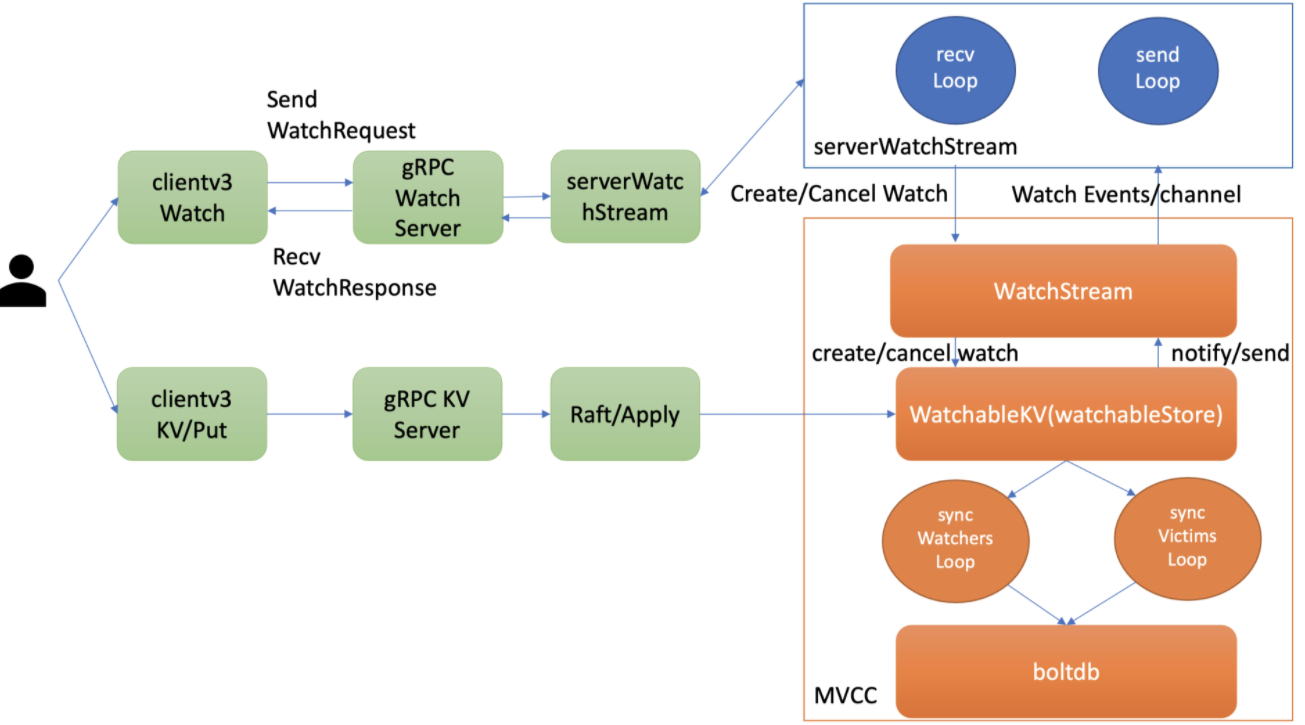 recv
Loop
send
Loop
serverWatchStream
Send
WatchRequest
clientv3
Watch
gRPC
Watch
Server
serverWatc
hStream
Create/Cancel Watch
Watch Events/channel
Recv
WatchResponse
WatchStream
create/cancel watch
notify/send
clientv3
KV/Put
gRPC KV
Server
Raft/Apply
WatchableKV(watchableStore)
sync
Watchers
Loop
sync
Victims
Loop
boltdb
MVCC